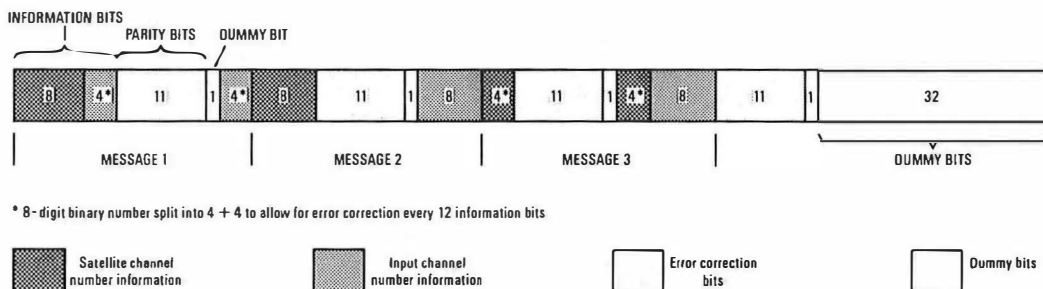 INFORMATION BITS
PARITY BITS
DUMMY BIT
8 4* 11 1 4* 8 11 1 8 4* 11 1 4* 8 11 1 32
MESSAGE 1 MESSAGE 2 MESSAGE 3 DUMMY BITS
* 8-digit binary number split into 4 + 4 to allow for error correction every 12 information bits
Satellite channel
number information
Input channel
number information
Error correction
bits
Dummy bits